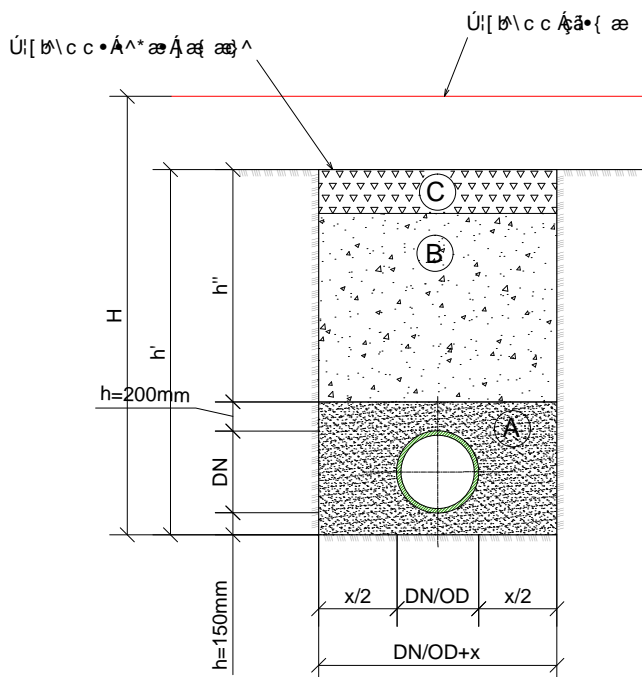 C
B
A
H
h'
h''
h=200mm
DN
h=150mm
x/2 DN/OD x/2
DN/OD+x